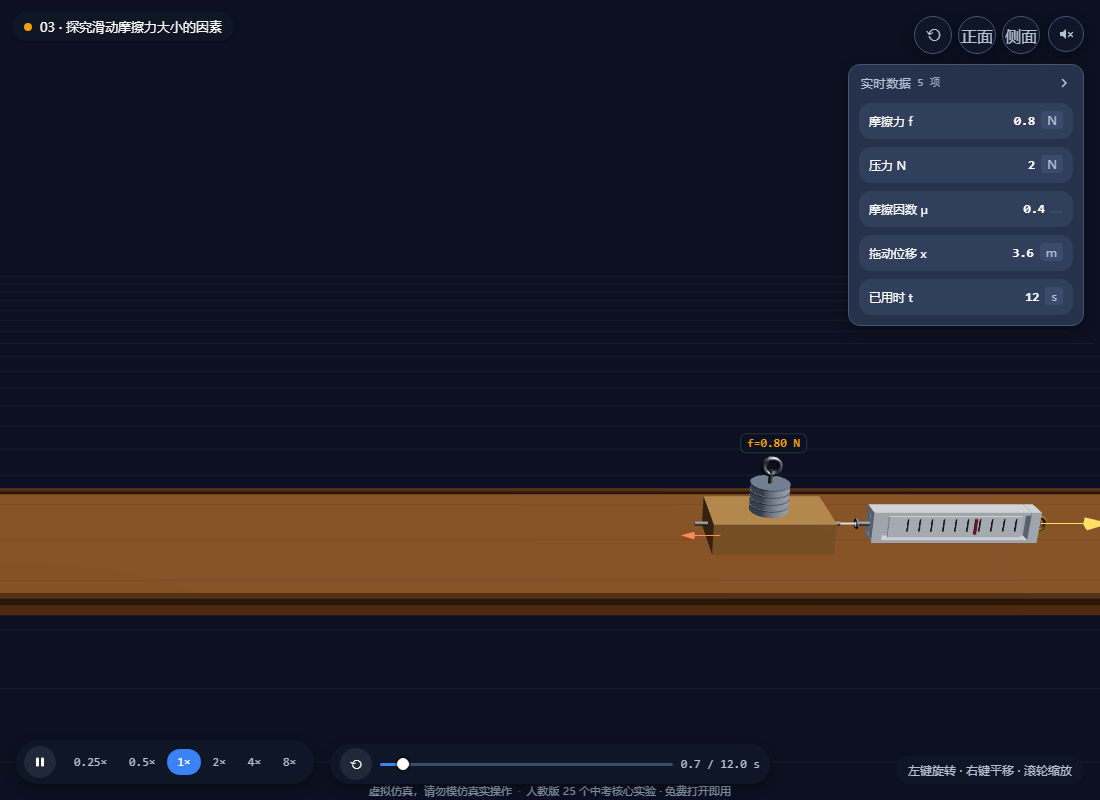 03 · 探究滑动摩擦力大小的因素
正面
侧面
实时数据 5 项
摩擦力 f 0.8 N
压力 N 2 N
摩擦因数 μ 0.4 —
拖动位移 x 3.6 m
已用时 t 12 s
f=0.80 N
0.25× 0.5× 1× 2× 4× 8×
0.7 / 12.0 s
左键旋转 · 右键平移 · 滚轮缩放
虚拟仿真，请勿模仿真实操作 · 人教版 25 个中考核心实验 · 免费打开即用